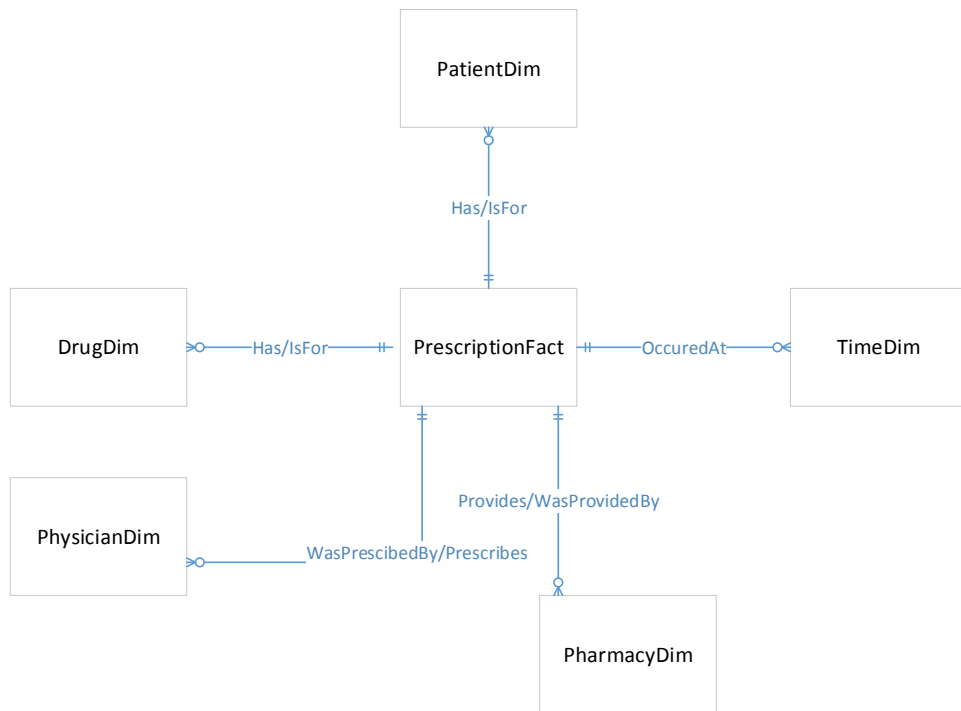 PatientDim
Has/IsFor
DrugDim
Has/IsFor
PrescriptionFact
OccuredAt
TimeDim
Provides/WasProvidedBy
PhysicianDim
WasPrescibedBy/Prescribes
PharmacyDim